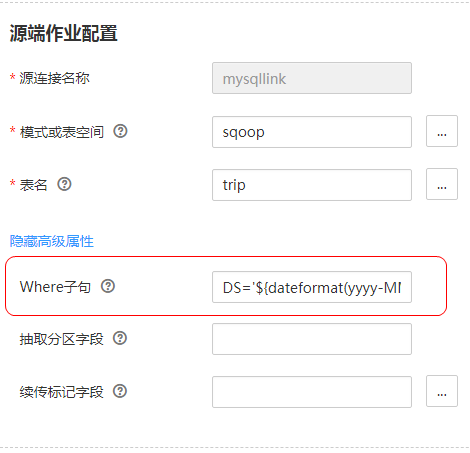 源端作业配置
* 源连接名称 mysqllink
* 模式或表空间 ? sqoop ...
* 表名 ? trip ...
隐藏高级属性
Where子句 ? DS='${dateformat(yyyy-MM
抽取分区字段 ?
续传标记字段 ? ...